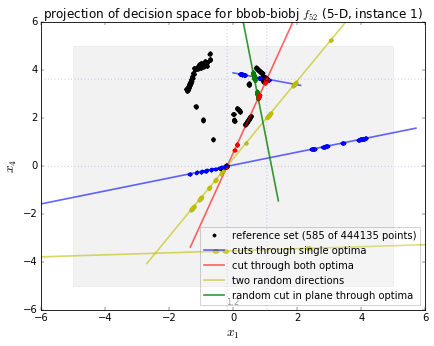 projection of decision space for bbob-biobj f₅₂ (5-D, instance 1)
6
4
2
0
−2
−4
−6
x₄
reference set (585 of 444135 points)
cuts through single optima
cut through both optima
two random directions
random cut in plane through optima
1.2
−6
−4
−2
0
2
4
6
x₁